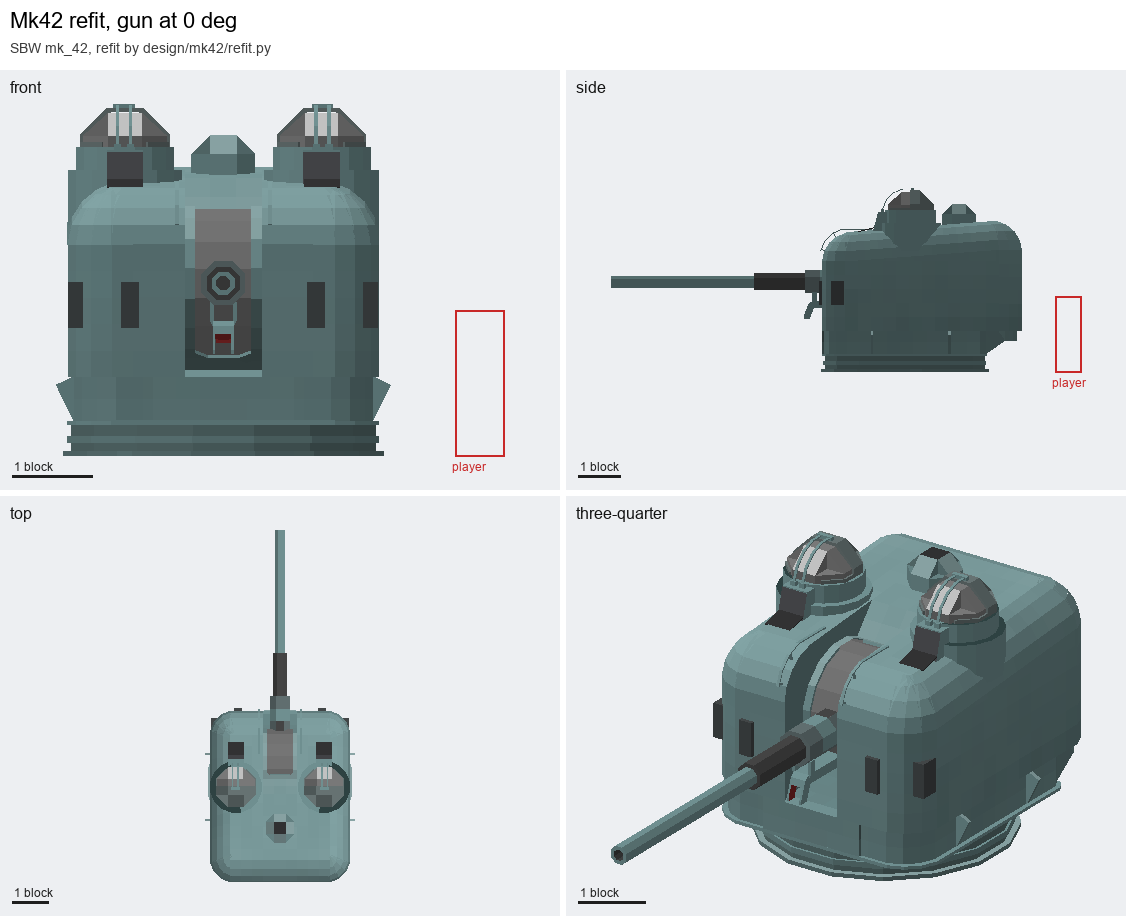 Mk42 refit, gun at 0 deg
SBW mk_42, refit by design/mk42/refit.py
front
side
player
1 block
player
1 block
top
three-quarter
1 block
1 block